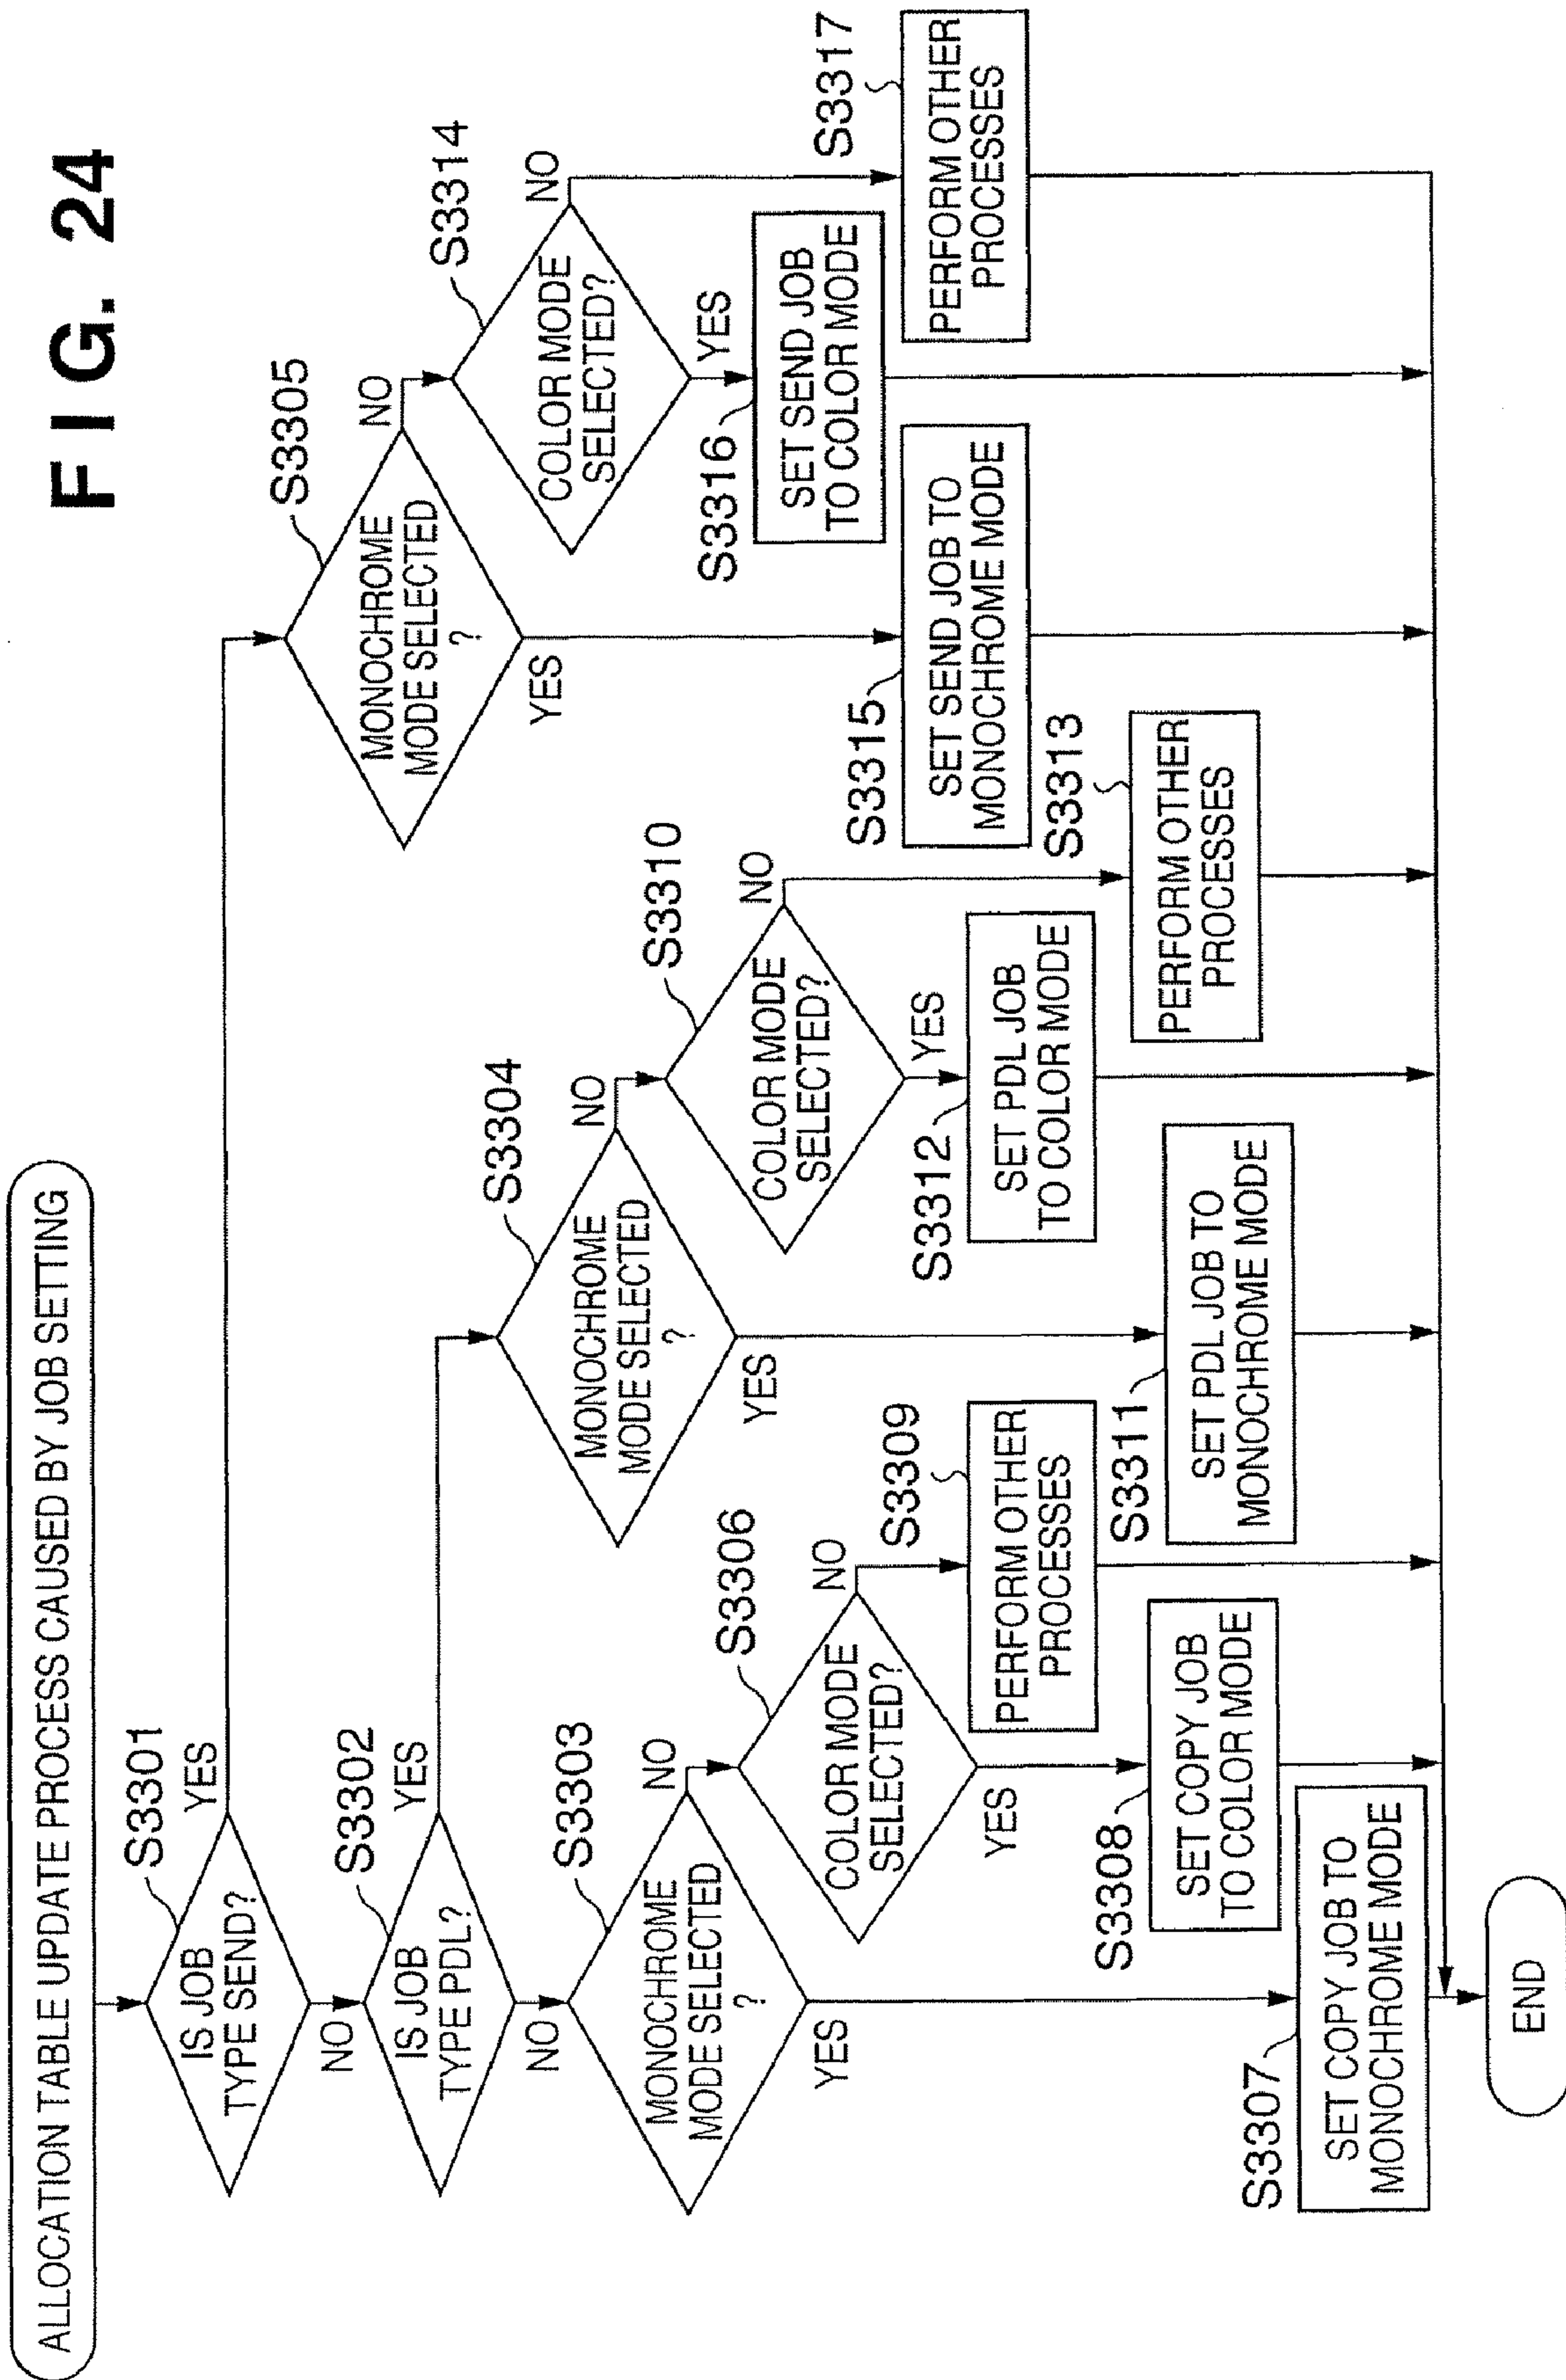 FIG. 24
ALLOCATION TABLE UPDATE PROCESS CAUSED BY JOB SETTING
S3301
IS JOB
TYPE SEND?
YES
NO
S3302
IS JOB
TYPE PDL?
YES
NO
S3303
MONOCHROME
MODE SELECTED
?
NO
YES
S3306
COLOR MODE
SELECTED?
NO
YES
S3309
PERFORM OTHER
PROCESSES
S3308
SET COPY JOB
TO COLOR MODE
S3307
SET COPY JOB TO
MONOCHROME MODE
S3304
MONOCHROME
MODE SELECTED
?
NO
YES
S3310
COLOR MODE
SELECTED?
NO
YES
S3312
SET PDL JOB
TO COLOR MODE
S3313
PERFORM OTHER
PROCESSES
S3311
SET PDL JOB TO
MONOCHROME MODE
S3305
MONOCHROME
MODE SELECTED
?
NO
YES
S3314
COLOR MODE
SELECTED?
NO
YES
S3316
SET SEND JOB
TO COLOR MODE
S3317
PERFORM OTHER
PROCESSES
S3315
SET SEND JOB TO
MONOCHROME MODE
END